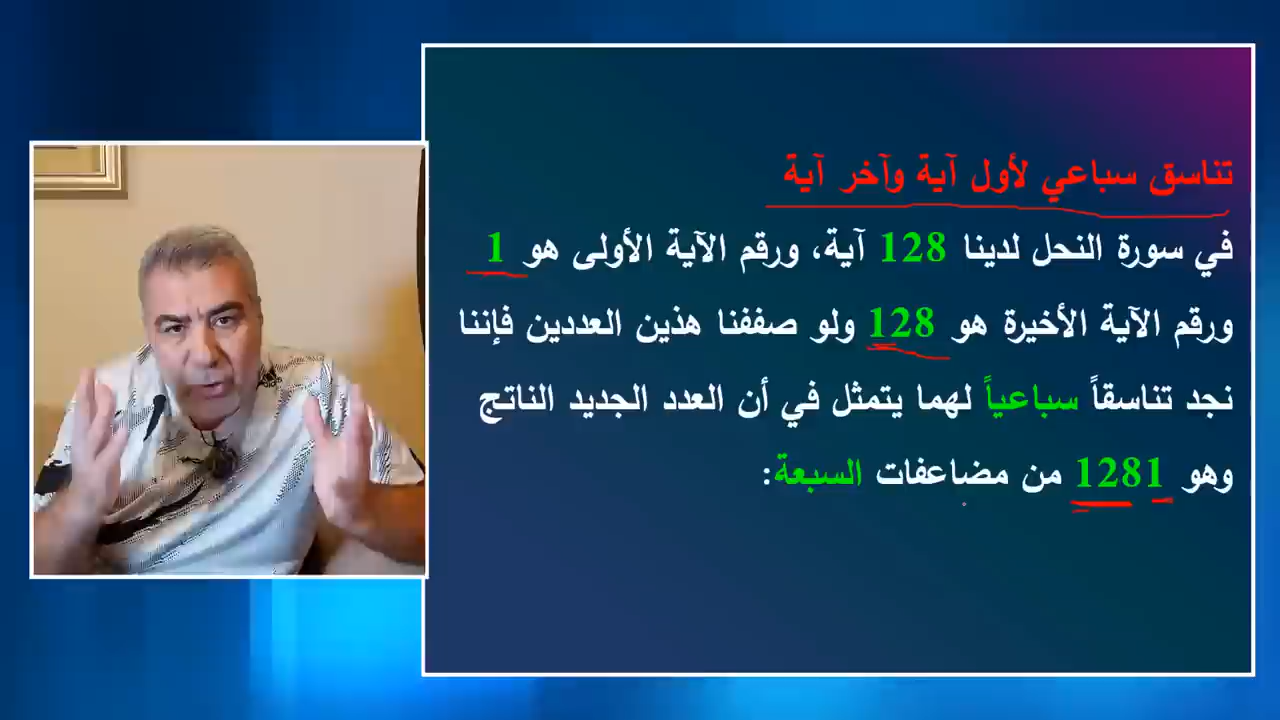 تناسق سباعي لأول آية وآخر آية
في سورة النحل لدينا 128 آية، ورقم الآية الأولى هو 1
ورقم الآية الأخيرة هو 128 ولو صففنا هذين العددين فإننا
نجد تناسقاً سباعياً لهما يتمثل في أن العدد الجديد الناتج
وهو 1281 من مضاعفات السبعة: